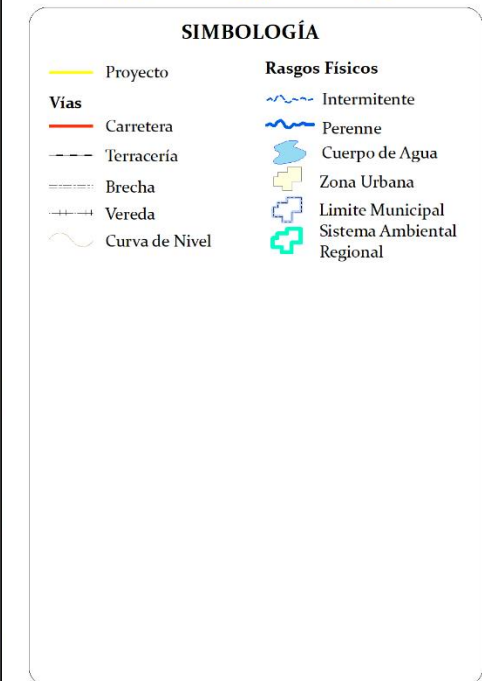 SIMBOLOGÍA
Proyecto
Vías
Carretera
Terracería
Brecha
Vereda
Curva de Nivel
Rasgos Físicos
Intermitente
Perenne
Cuerpo de Agua
Zona Urbana
Limite Municipal
Sistema Ambiental
Regional